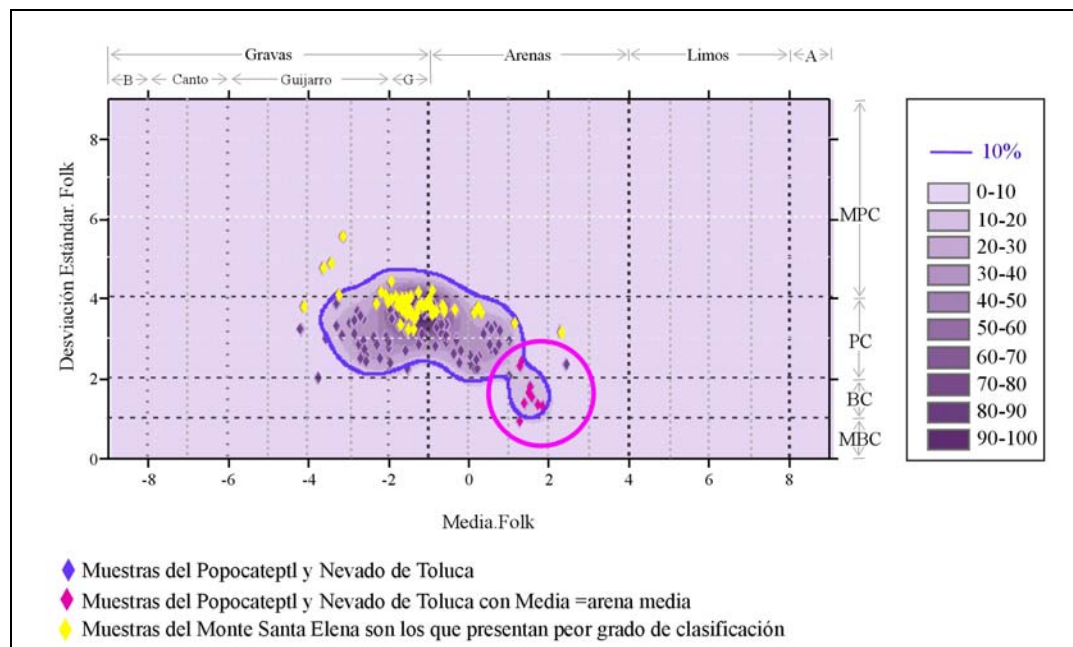 Gravas Arenas Limos A
B Canto Guijarro G
8
6
4
2
0
-8 -6 -4 -2 0 2 4 6 8
Desviación Estándar. Folk
Media.Folk
MPC
PC
BC
MBC
10%
0-10
10-20
20-30
30-40
40-50
50-60
60-70
70-80
80-90
90-100
Muestras del Popocateptl y Nevado de Toluca
Muestras del Popocateptl y Nevado de Toluca con Media =arena media
Muestras del Monte Santa Elena son los que presentan peor grado de clasificación